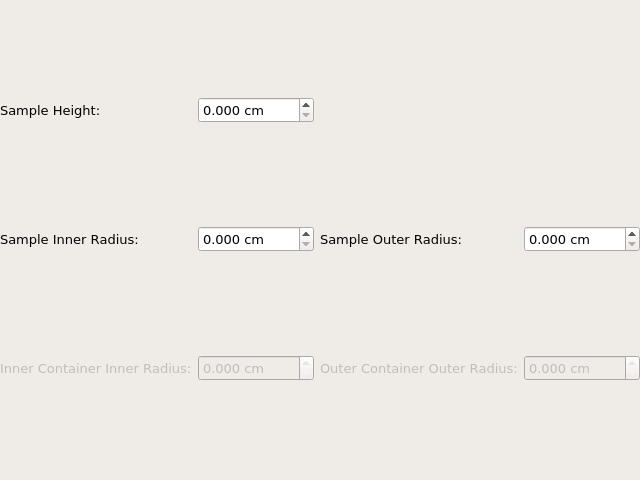 Sample Height: 0.000 cm
Sample Inner Radius: 0.000 cm Sample Outer Radius: 0.000 cm
Inner Container Inner Radius: 0.000 cm Outer Container Outer Radius: 0.000 cm